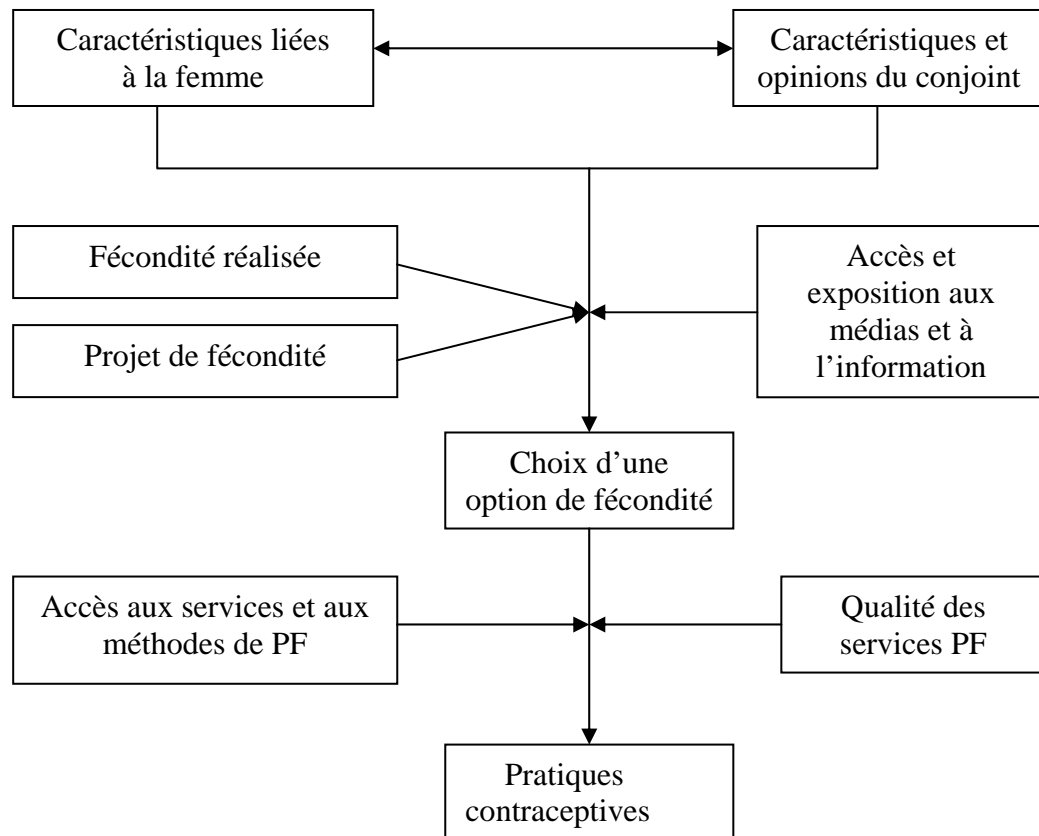 Caractéristiques liées
à la femme
Caractéristiques et
opinions du conjoint
Fécondité réalisée
Projet de fécondité
Accès et
exposition aux
médias et à
l’information
Choix d’une
option de fécondité
Accès aux services et aux
méthodes de PF
Qualité des
services PF
Pratiques
contraceptives